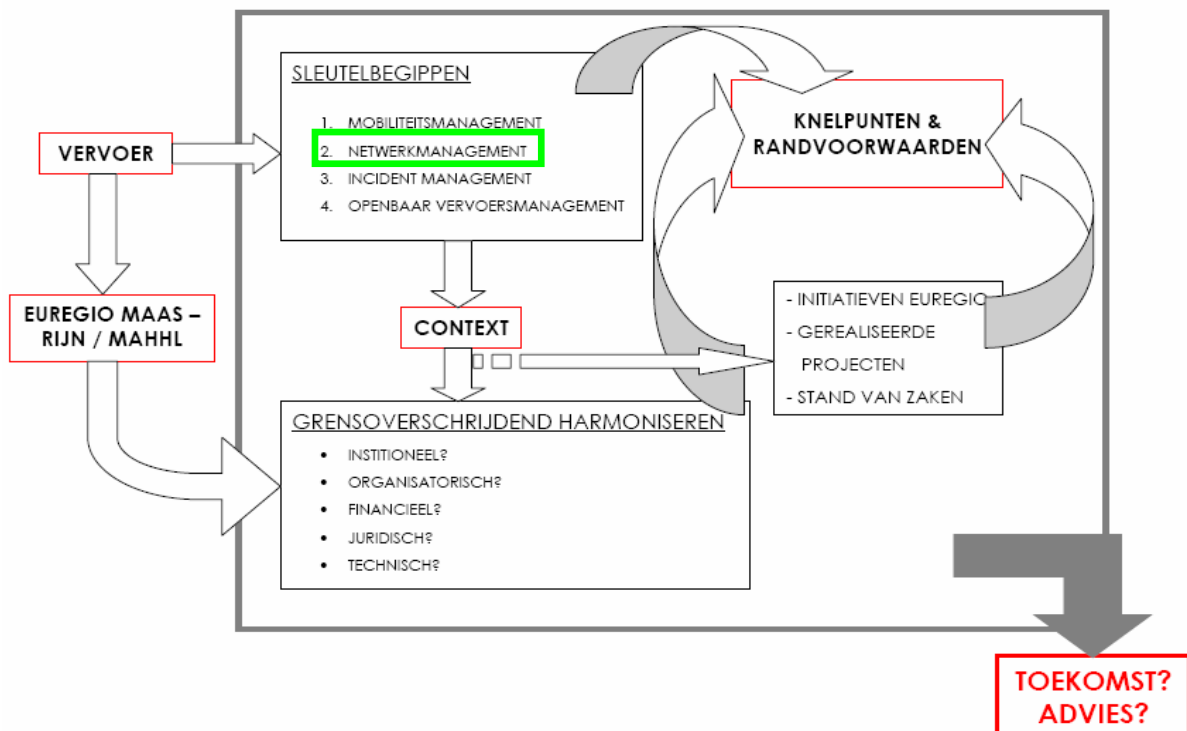 SLEUTELBEGIPPEN
1. MOBILITEITSMANAGEMENT
2. NETWERKMANAGEMENT
3. INCIDENT MANAGEMENT
4. OPENBAAR VERVOERSMANAGEMENT
VERVOER
KNELPUNTEN &
RANDVOORWAARDEN
EUREGIO MAAS –
RIJN / MAHHL
CONTEXT
- INITIATIEVEN EUREGIO
- GEREALISEERDE
PROJECTEN
- STAND VAN ZAKEN
GRENSOVERSCHRIJDEND HARMONISEREN
• INSTITIONEEL?
• ORGANISATORISCH?
• FINANCIEEL?
• JURIDISCH?
• TECHNISCH?
TOEKOMST?
ADVIES?